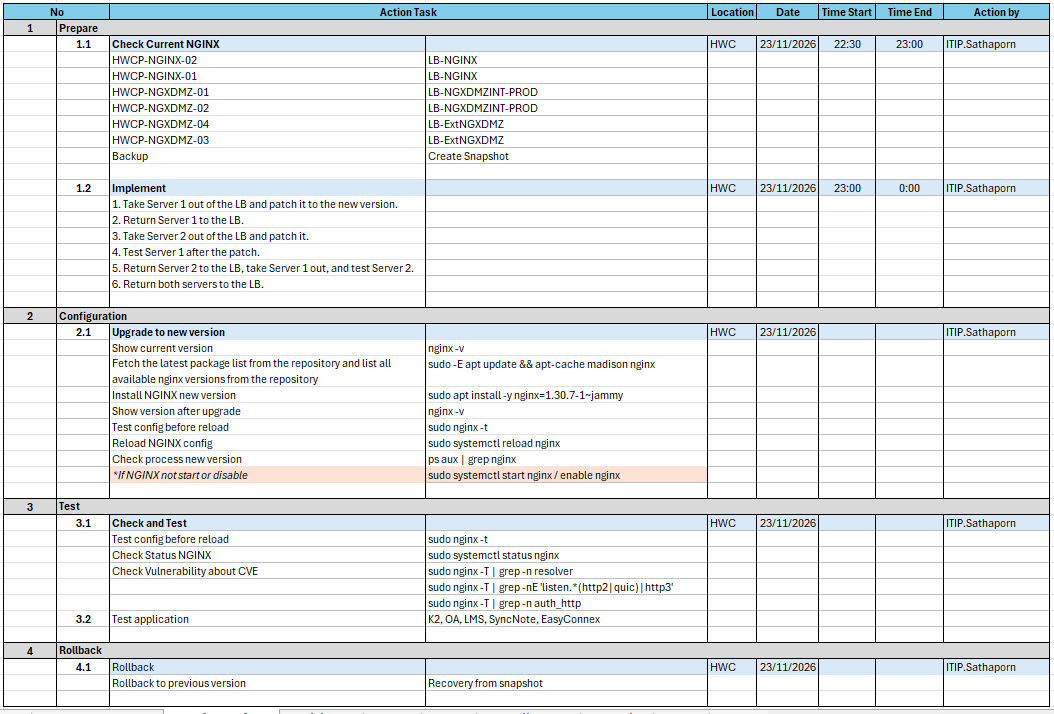 No Action Task Location Date Time Start Time End Action by
1 Prepare
1.1 Check Current NGINX HWC 23/11/2026 22:30 23:00 ITIP.Sathaporn
HWCP-NGINX-02 LB-NGINX
HWCP-NGINX-01 LB-NGINX
HWCP-NGXDMZ-01 LB-NGXDMZINT-PROD
HWCP-NGXDMZ-02 LB-NGXDMZINT-PROD
HWCP-NGXDMZ-04 LB-ExtNGXDMZ
HWCP-NGXDMZ-03 LB-ExtNGXDMZ
Backup Create Snapshot
1.2 Implement HWC 23/11/2026 23:00 0:00 ITIP.Sathaporn
1. Take Server 1 out of the LB and patch it to the new version.
2. Return Server 1 to the LB.
3. Take Server 2 out of the LB and patch it.
4. Test Server 1 after the patch.
5. Return Server 2 to the LB, take Server 1 out, and test Server 2.
6. Return both servers to the LB.
2 Configuration
2.1 Upgrade to new version HWC 23/11/2026 ITIP.Sathaporn
Show current version nginx -v
Fetch the latest package list from the repository and list all sudo -E apt update && apt-cache madison nginx
available nginx versions from the repository
Install NGINX new version sudo apt install -y nginx=1.30.7-1~jammy
Show version after upgrade nginx -v
Test config before reload sudo nginx -t
Reload NGINX config sudo systemctl reload nginx
Check process new version ps aux | grep nginx
*If NGINX not start or disable sudo systemctl start nginx / enable nginx
3 Test
3.1 Check and Test HWC 23/11/2026 ITIP.Sathaporn
Test config before reload sudo nginx -t
Check Status NGINX sudo systemctl status nginx
Check Vulnerability about CVE sudo nginx -T | grep -n resolver
sudo nginx -T | grep -nE 'listen.*(http2|quic)|http3'
sudo nginx -T | grep -n auth_http
3.2 Test application K2, OA, LMS, SyncNote, EasyConnex
4 Rollback
4.1 Rollback HWC 23/11/2026 ITIP.Sathaporn
Rollback to previous version Recovery from snapshot